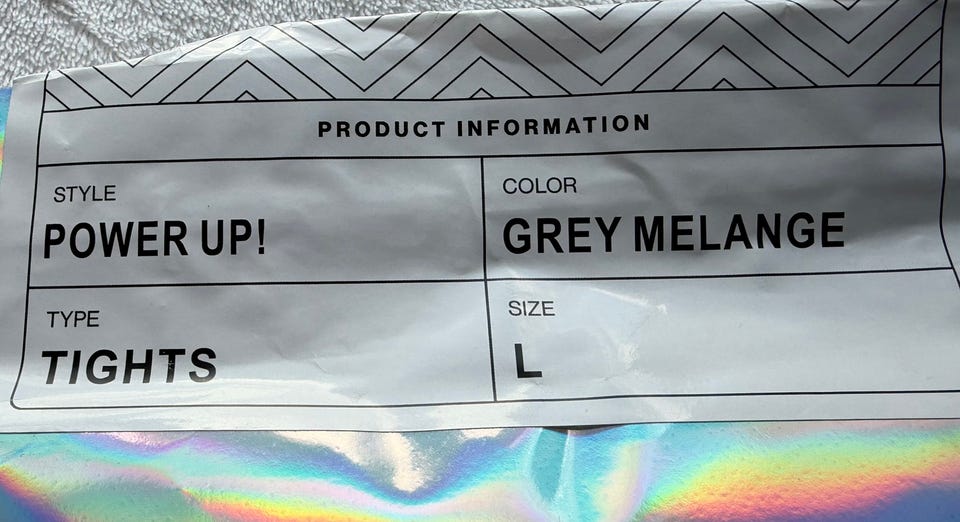 PRODUCT INFORMATION
STYLE
POWER UP!
COLOR
GREY MELANGE
TYPE
TIGHTS
SIZE
L